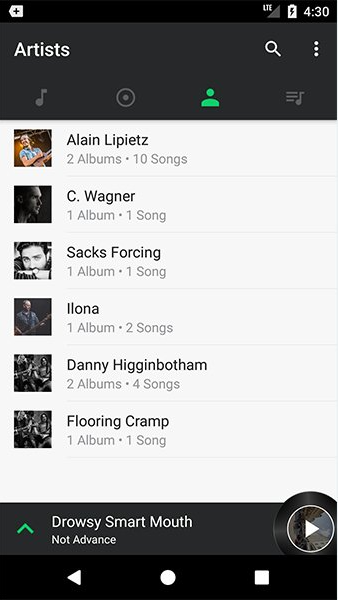 LTE 4:30
Artists
Alain Lipietz
2 Albums • 10 Songs
C. Wagner
1 Album • 1 Song
Sacks Forcing
1 Album • 1 Song
Ilona
1 Album • 2 Songs
Danny Higginbotham
2 Albums • 4 Songs
Flooring Cramp
1 Album • 1 Song
Drowsy Smart Mouth
Not Advance